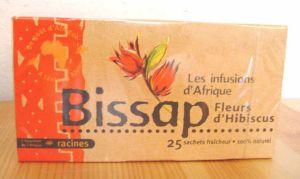 Les infusions
d'Afrique
Bissap
Fleurs
d'Hibiscus
25 sachets fraîcheur • 100% naturel
racines